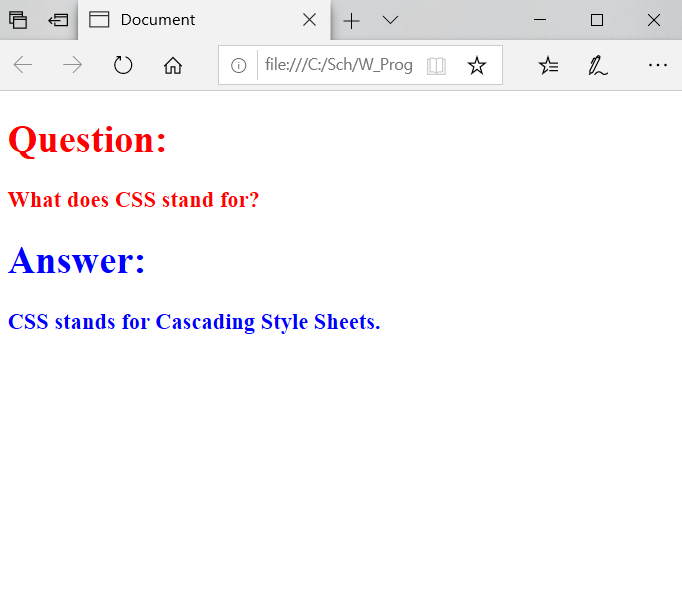 Document
file:///C:/Sch/W_Prog
Question:
What does CSS stand for?
Answer:
CSS stands for Cascading Style Sheets.